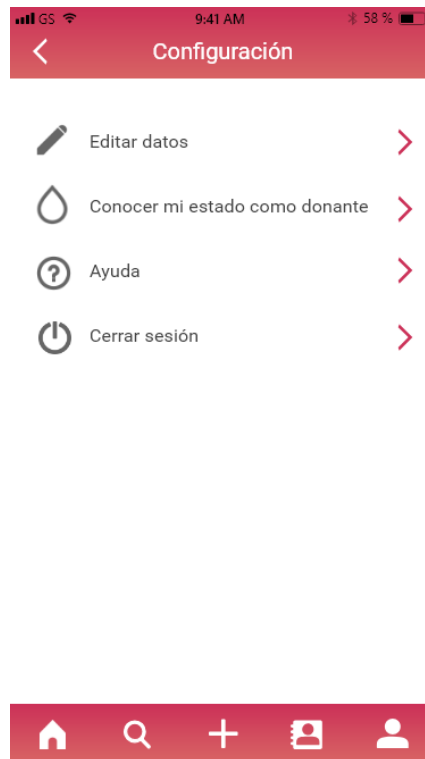 GS 9:41 AM 58 %
Configuración
Editar datos
Conocer mi estado como donante
?
Ayuda
Cerrar sesión